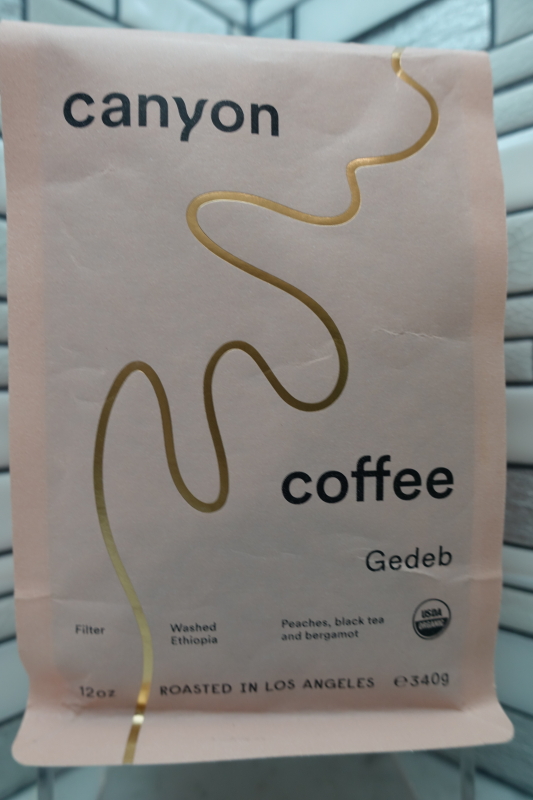 canyon
coffee
Gedeb
Filter
Washed
Ethiopia
Peaches, black tea
and bergamot
USDA
ORGANIC
12oz
ROASTED IN LOS ANGELES
℮340g